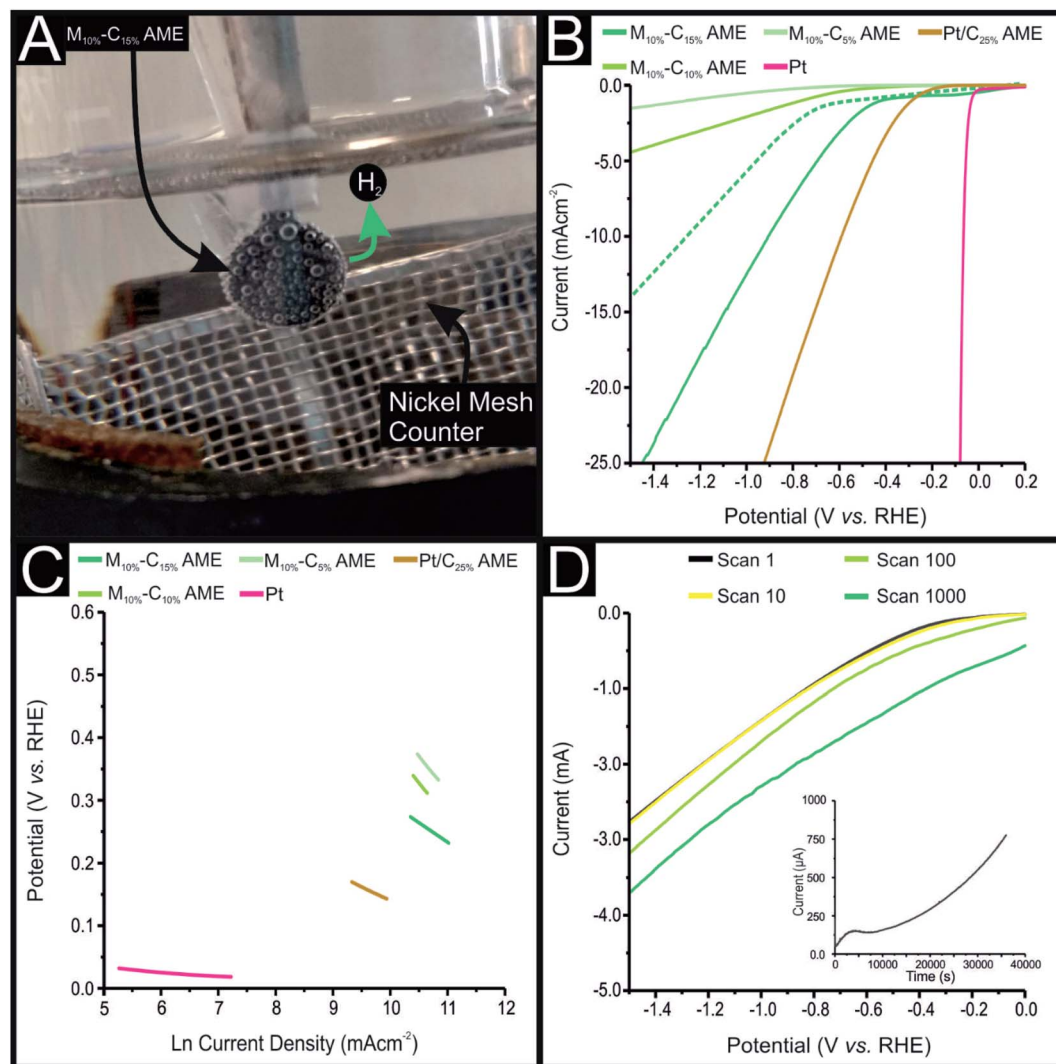 A
M10%-C15% AME
H2
Nickel Mesh
Counter
B
M10%-C15% AME M10%-C5% AME Pt/C25% AME
M10%-C10% AME Pt
0.0
-5.0
-10.0
-15.0
-20.0
-25.0
Current (mAcm-2)
-1.4 -1.2 -1.0 -0.8 -0.6 -0.4 -0.2 0.0 0.2
Potential (V vs. RHE)
C
M10%-C15% AME M10%-C5% AME Pt/C25% AME
M10%-C10% AME Pt
0.6
0.5
0.4
0.3
0.2
0.1
0.0
Potential (V vs. RHE)
5 6 7 8 9 10 11 12
Ln Current Density (mAcm-2)
D
Scan 1 Scan 100
Scan 10 Scan 1000
0.0
-1.0
-3.0
-3.0
-4.0
-5.0
Current (mA)
1000
750
500
250
0.0
Current (µA)
0 10000 20000 30000 40000
Time (s)
-1.4 -1.2 -1.0 -0.8 -0.6 -0.4 -0.2 0.0
Potential (V vs. RHE)